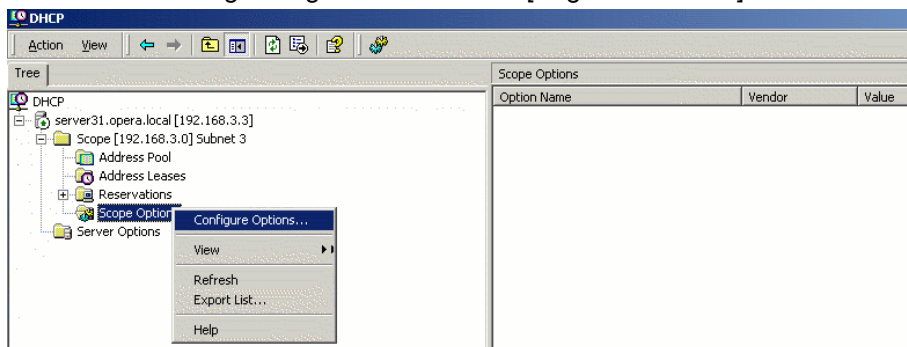 DHCP
Action View
Tree
Scope Options
Option Name Vendor Value
DHCP
server31.opera.local [192.168.3.3]
Scope [192.168.3.0] Subnet 3
Address Pool
Address Leases
Reservations
Scope Option
Server Options
Configure Options...
View
Refresh
Export List...
Help